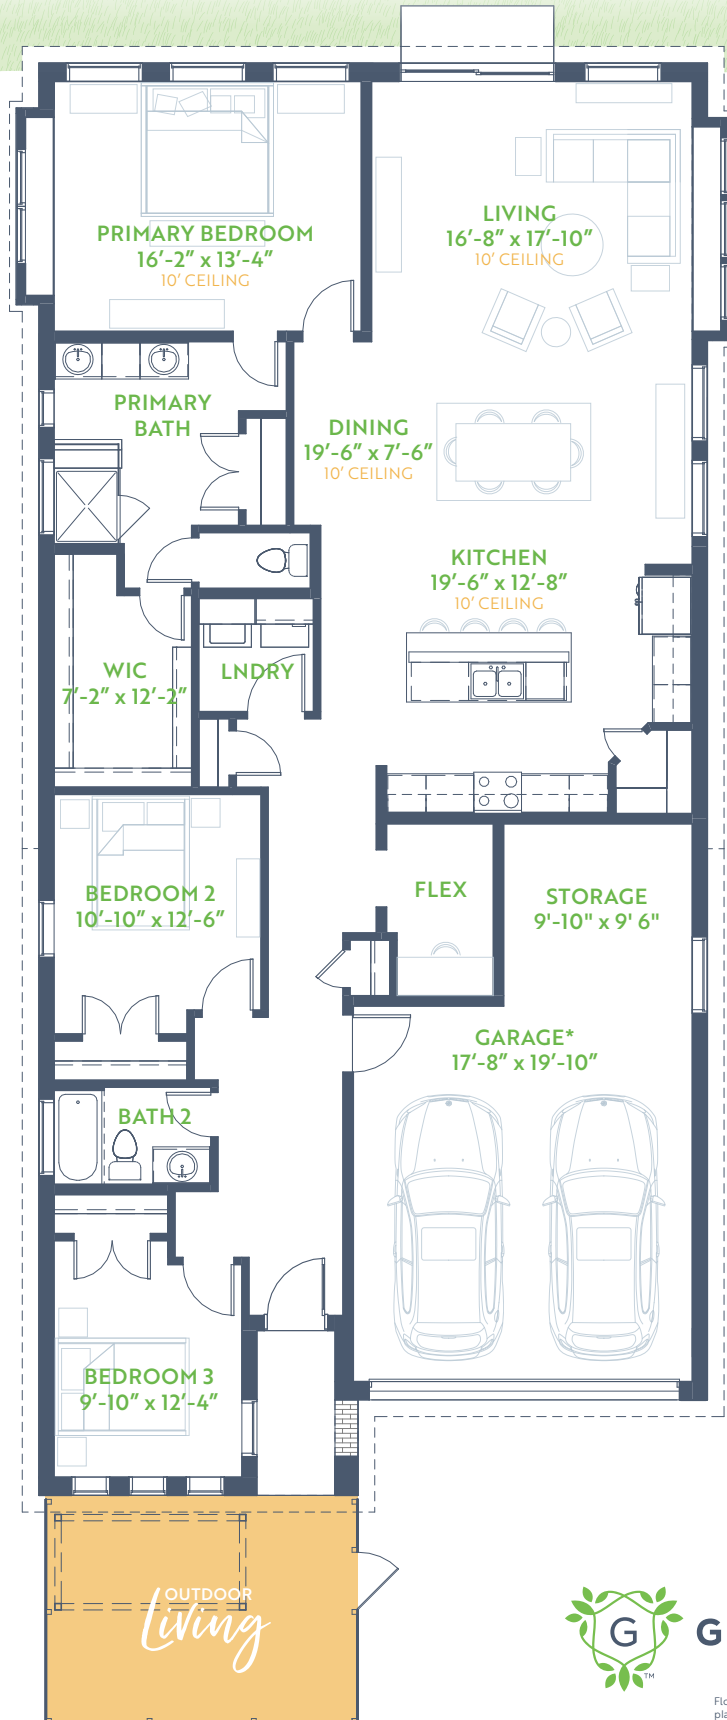 PRIMARY BEDROOM
16'-2" x 13'-4"
10' CEILING
LIVING
16'-8" x 17'-10"
10' CEILING
PRIMARY
BATH
DINING
19'-6" x 7'-6"
10' CEILING
KITCHEN
19'-6" x 12'-8"
10' CEILING
WIC
7'-2" x 12'-2"
LNDRY
BEDROOM 2
10'-10" x 12'-6"
FLEX
STORAGE
9'-10" x 9' 6"
GARAGE*
17'-8" x 19'-10"
BATH 2
BEDROOM 3
9'-10" x 12'-4"
OUTDOOR
Living
G
TM
G
Flo
pla